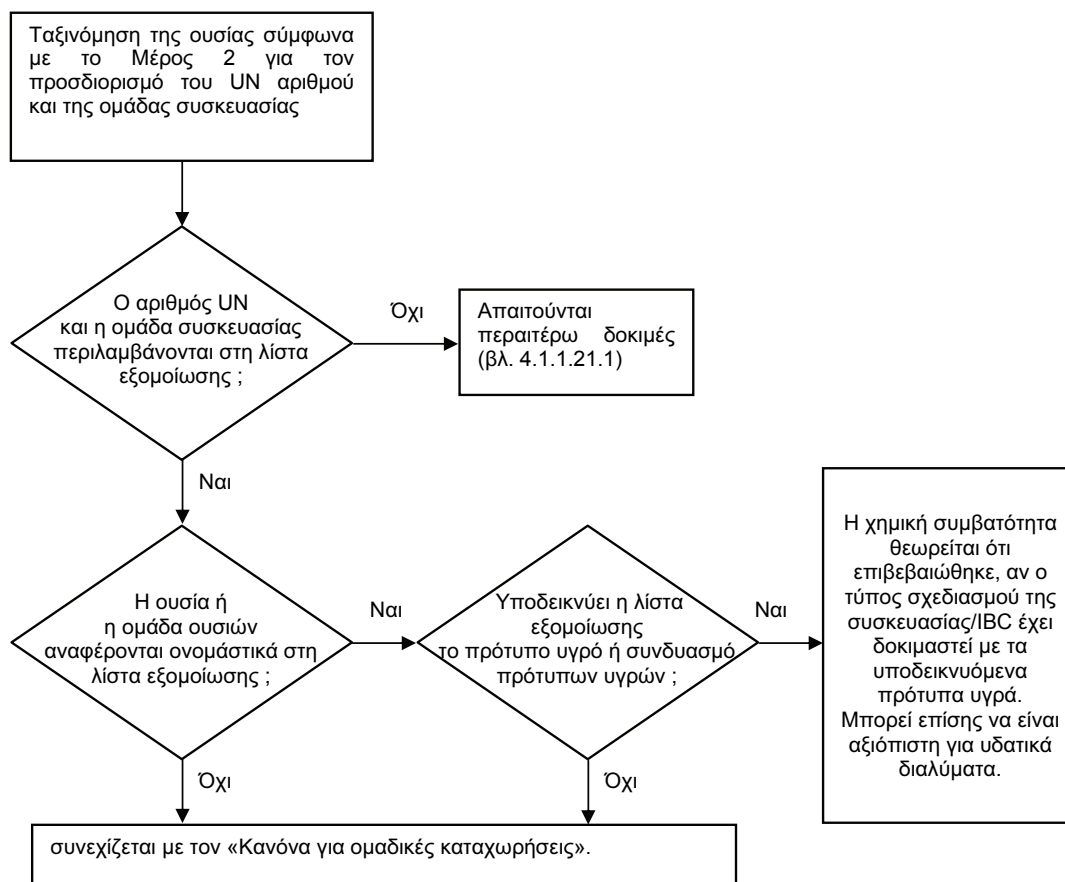 Ταξινόμηση της ουσίας σύμφωνα
με το Μέρος 2 για τον
προσδιορισμό του UN αριθμού
και της ομάδας συσκευασίας
Ο αριθμός UN
και η ομάδα συσκευασίας
περιλαμβάνονται στη λίστα
εξομοίωσης ;
Όχι
Απαιτούνται
περαιτέρω δοκιμές
(βλ. 4.1.1.21.1)
Ναι
Η ουσία ή
η ομάδα ουσιών
αναφέρονται ονομάστικά στη
λίστα εξομοίωσης ;
Ναι
Υποδεικνύει η λίστα
εξομοίωσης
το πρότυπο υγρό ή συνδυασμό
πρότυπων υγρών ;
Ναι
Η χημική συμβατότητα
θεωρείται ότι
επιβεβαιώθηκε, αν ο
τύπος σχεδιασμού της
συσκευασίας/IBC έχει
δοκιμαστεί με τα
υποδεικνυόμενα
πρότυπα υγρά.
Μπορεί επίσης να είναι
αξιόπιστη για υδατικά
διαλύματα.
Όχι
Όχι
συνεχίζεται με τον «Κανόνα για ομαδικές καταχωρήσεις».